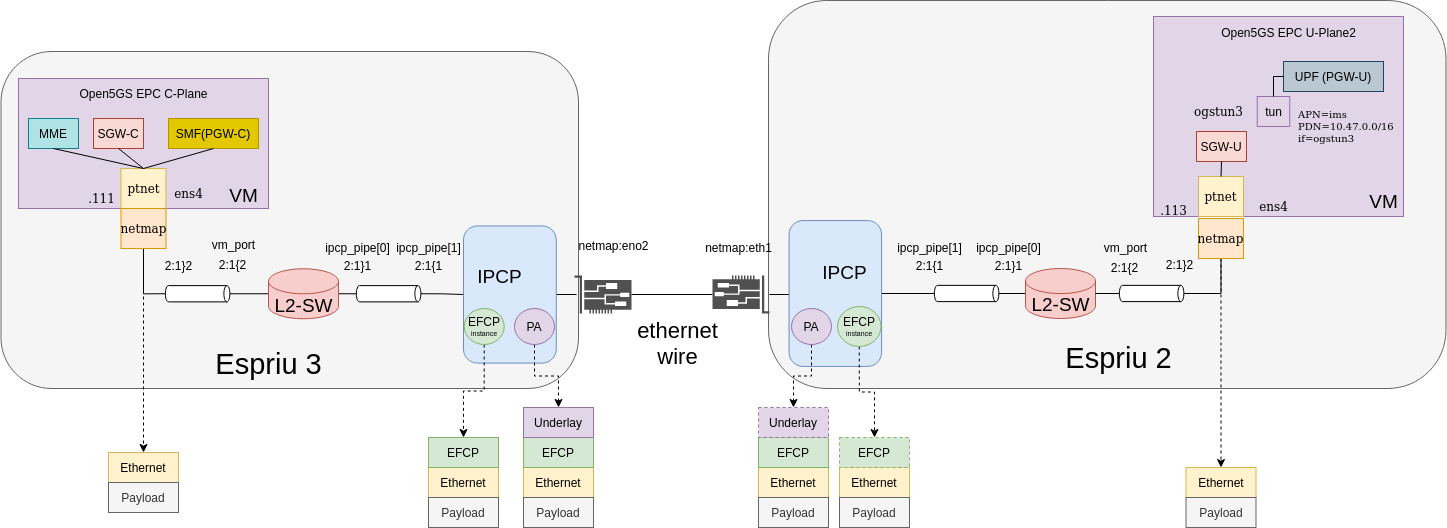 Open5GS EPC C-Plane
MME
SGW-C
SMF(PGW-C)
ptnet
.111
ens4
VM
netmap
2:1}2
vm_port
2:1{2
L2-SW
ipcp_pipe[0]
2:1}1
ipcp_pipe[1]
2:1{1
IPCP
EFCP
instance
PA
netmap:eno2
Espriu 3
ethernet
wire
netmap:eth1
IPCP
PA
EFCP
instance
ipcp_pipe[1]
2:1{1
ipcp_pipe[0]
2:1}1
L2-SW
vm_port
2:1{2
2:1}2
Open5GS EPC U-Plane2
UPF (PGW-U)
tun
ogstun3
APN=ims
PDN=10.47.0.0/16
if=ogstun3
SGW-U
ptnet
.113
ens4
VM
netmap
Espriu 2
Ethernet
Payload
EFCP
Ethernet
Payload
Underlay
EFCP
Ethernet
Payload
Underlay
EFCP
Ethernet
Payload
EFCP
Ethernet
Payload
Ethernet
Payload